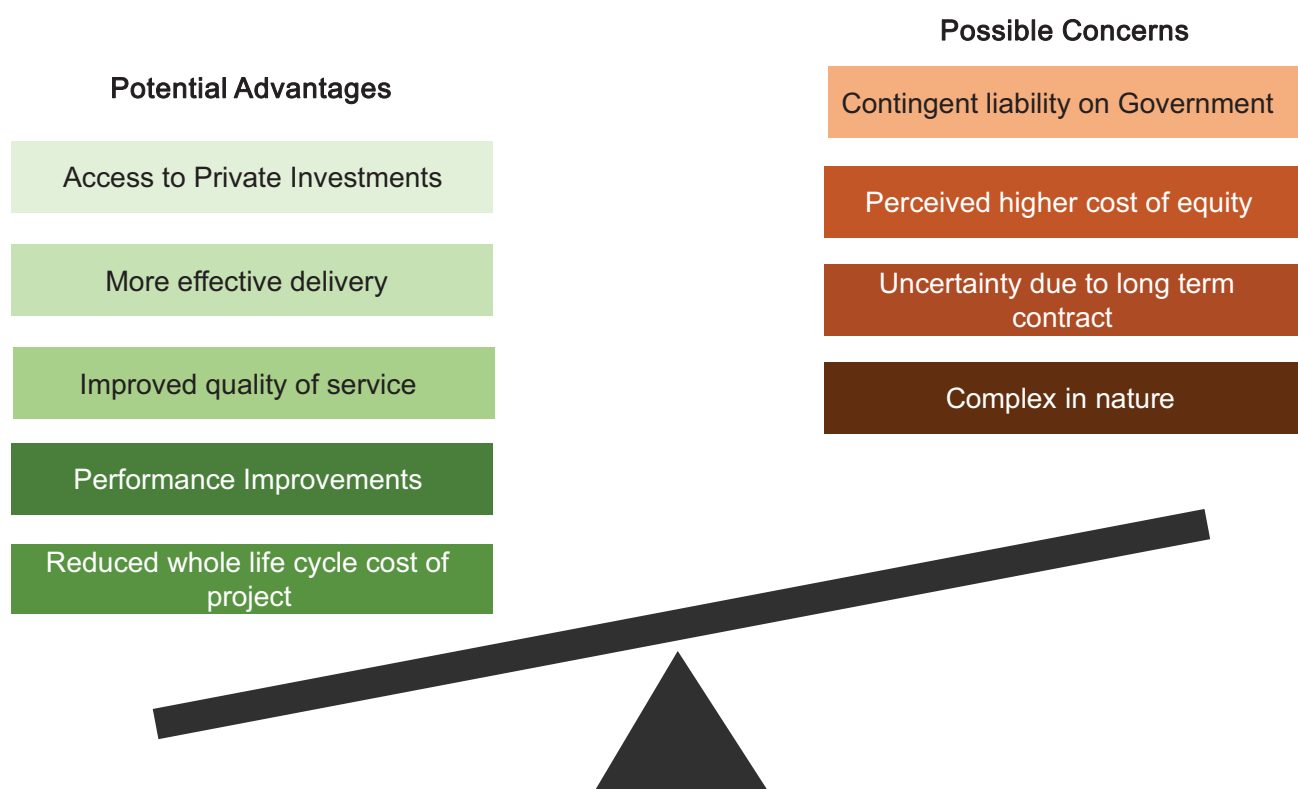 Potential Advantages
Access to Private Investments
More effective delivery
Improved quality of service
Performance Improvements
Reduced whole life cycle cost of
project
Possible Concerns
Contingent liability on Government
Perceived higher cost of equity
Uncertainty due to long term
contract
Complex in nature